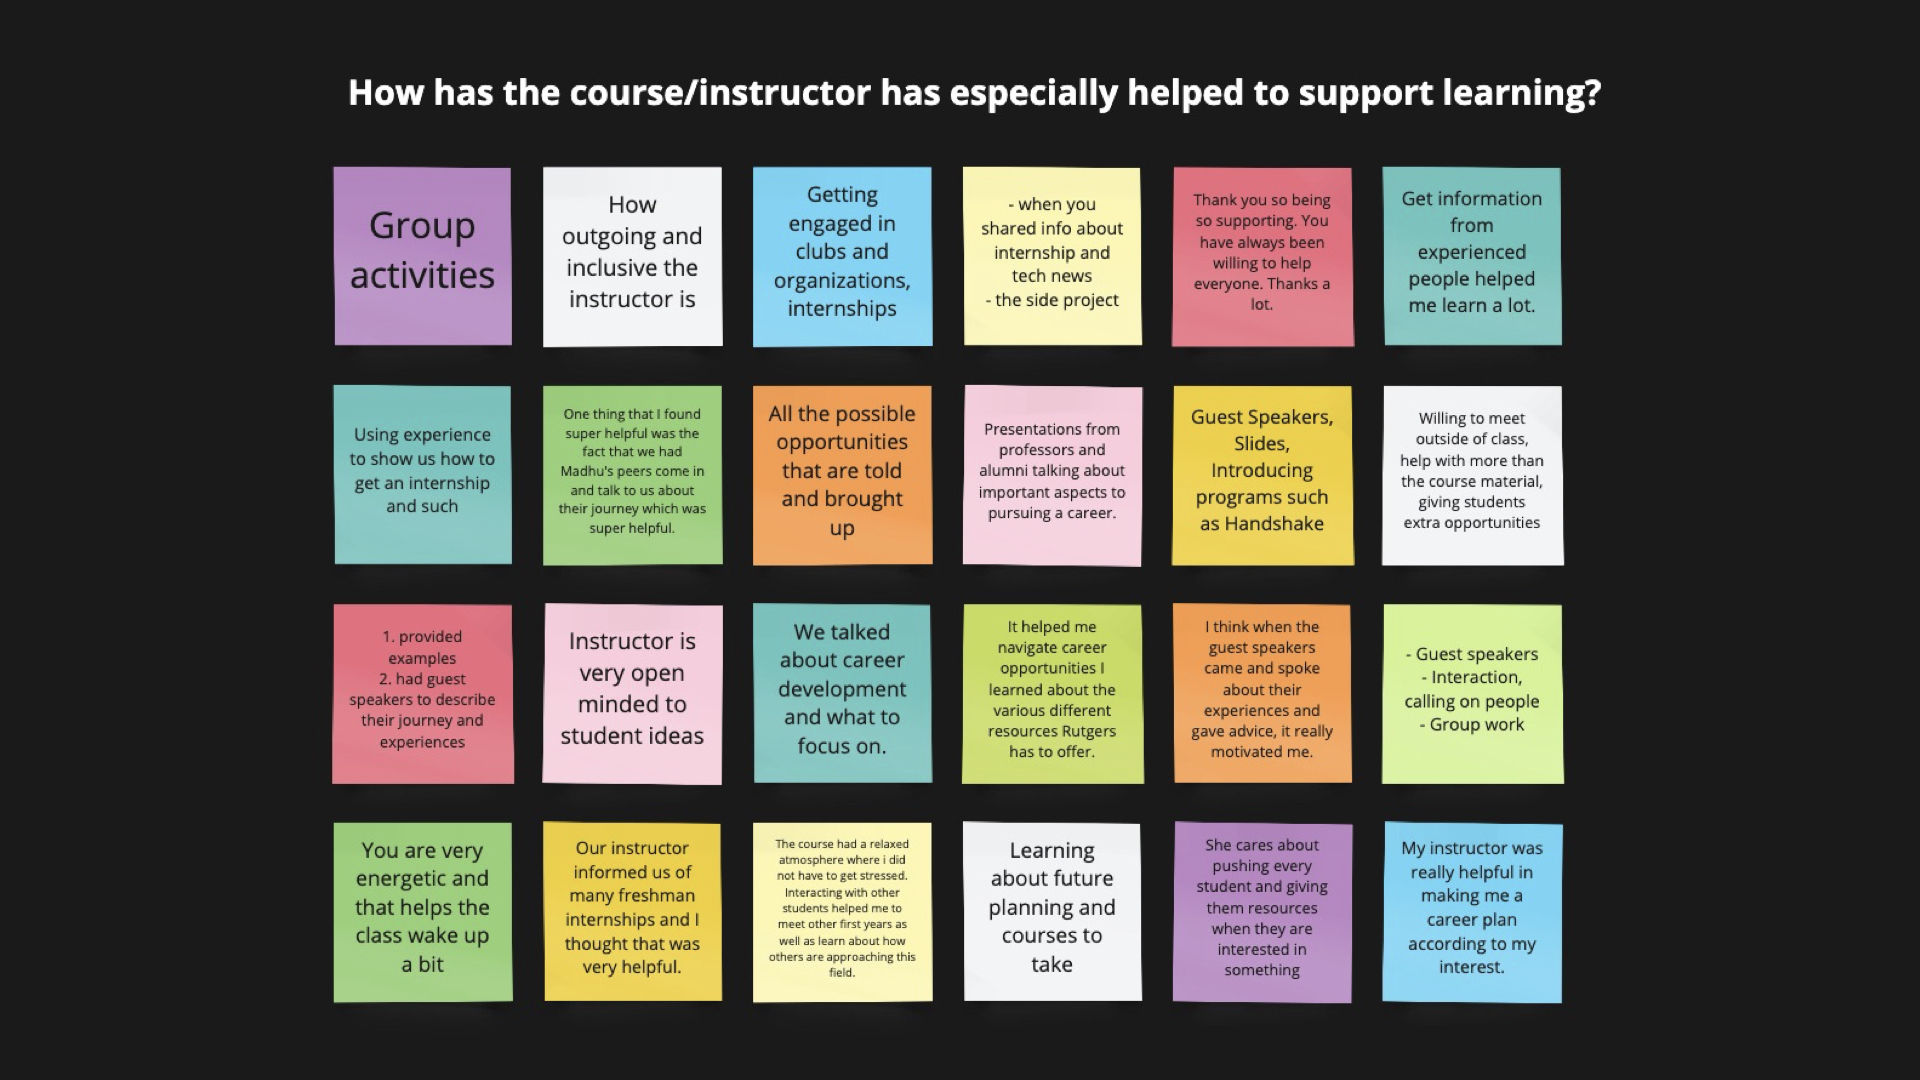 How has the course/instructor has especially helped to support learning?
Group
activities
How
outgoing and
inclusive the
instructor is
Getting
engaged in
clubs and
organizations,
internships
- when you
shared info about
internship and
tech news
- the side project
Thank you so being
so supporting. You
have always been
willing to help
everyone. Thanks a
lot.
Get information
from
experienced
people helped
me learn a lot.
Using experience
to show us how to
get an internship
and such
One thing that I found
super helpful was the
fact that we had
Madhu's peers come in
and talk to us about
their journey which was
super helpful.
All the possible
opportunities
that are told
and brought
up
Presentations from
professors and
alumni talking about
important aspects to
pursuing a career.
Guest Speakers,
Slides,
Introducing
programs such
as Handshake
Willing to meet
outside of class,
help with more than
the course material,
giving students
extra opportunities
1. provided
examples
2. had guest
speakers to describe
their journey and
experiences
Instructor is
very open
minded to
student ideas
We talked
about career
development
and what to
focus on.
It helped me
navigate career
opportunities I
learned about the
various different
resources Rutgers
has to offer.
I think when the
guest speakers
came and spoke
about their
experiences and
gave advice, it really
motivated me.
- Guest speakers
- Interaction,
calling on people
- Group work
You are very
energetic and
that helps the
class wake up
a bit
Our instructor
informed us of
many freshman
internships and I
thought that was
very helpful.
The course had a relaxed
atmosphere where i did
not have to get stressed.
Interacting with other
students helped me to
meet other first years as
well as learn about how
others are approaching this
field.
Learning
about future
planning and
courses to
take
She cares about
pushing every
student and giving
them resources
when they are
interested in
something
My instructor was
really helpful in
making me a
career plan
according to my
interest.